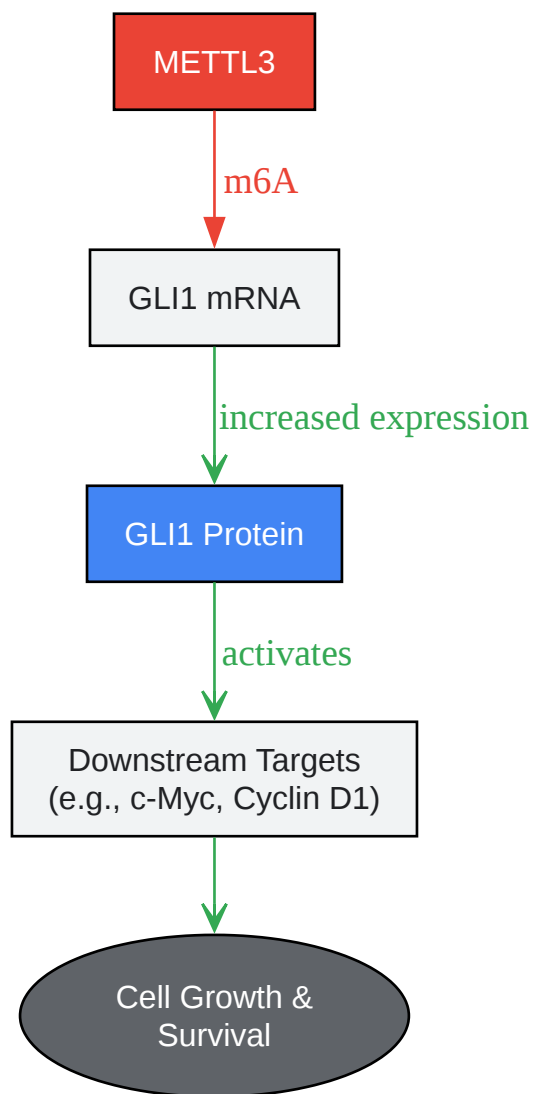 METTL3
m6A
GLI1 mRNA
increased expression
GLI1 Protein
activates
Downstream Targets
(e.g., c-Myc, Cyclin D1)
Cell Growth &
Survival